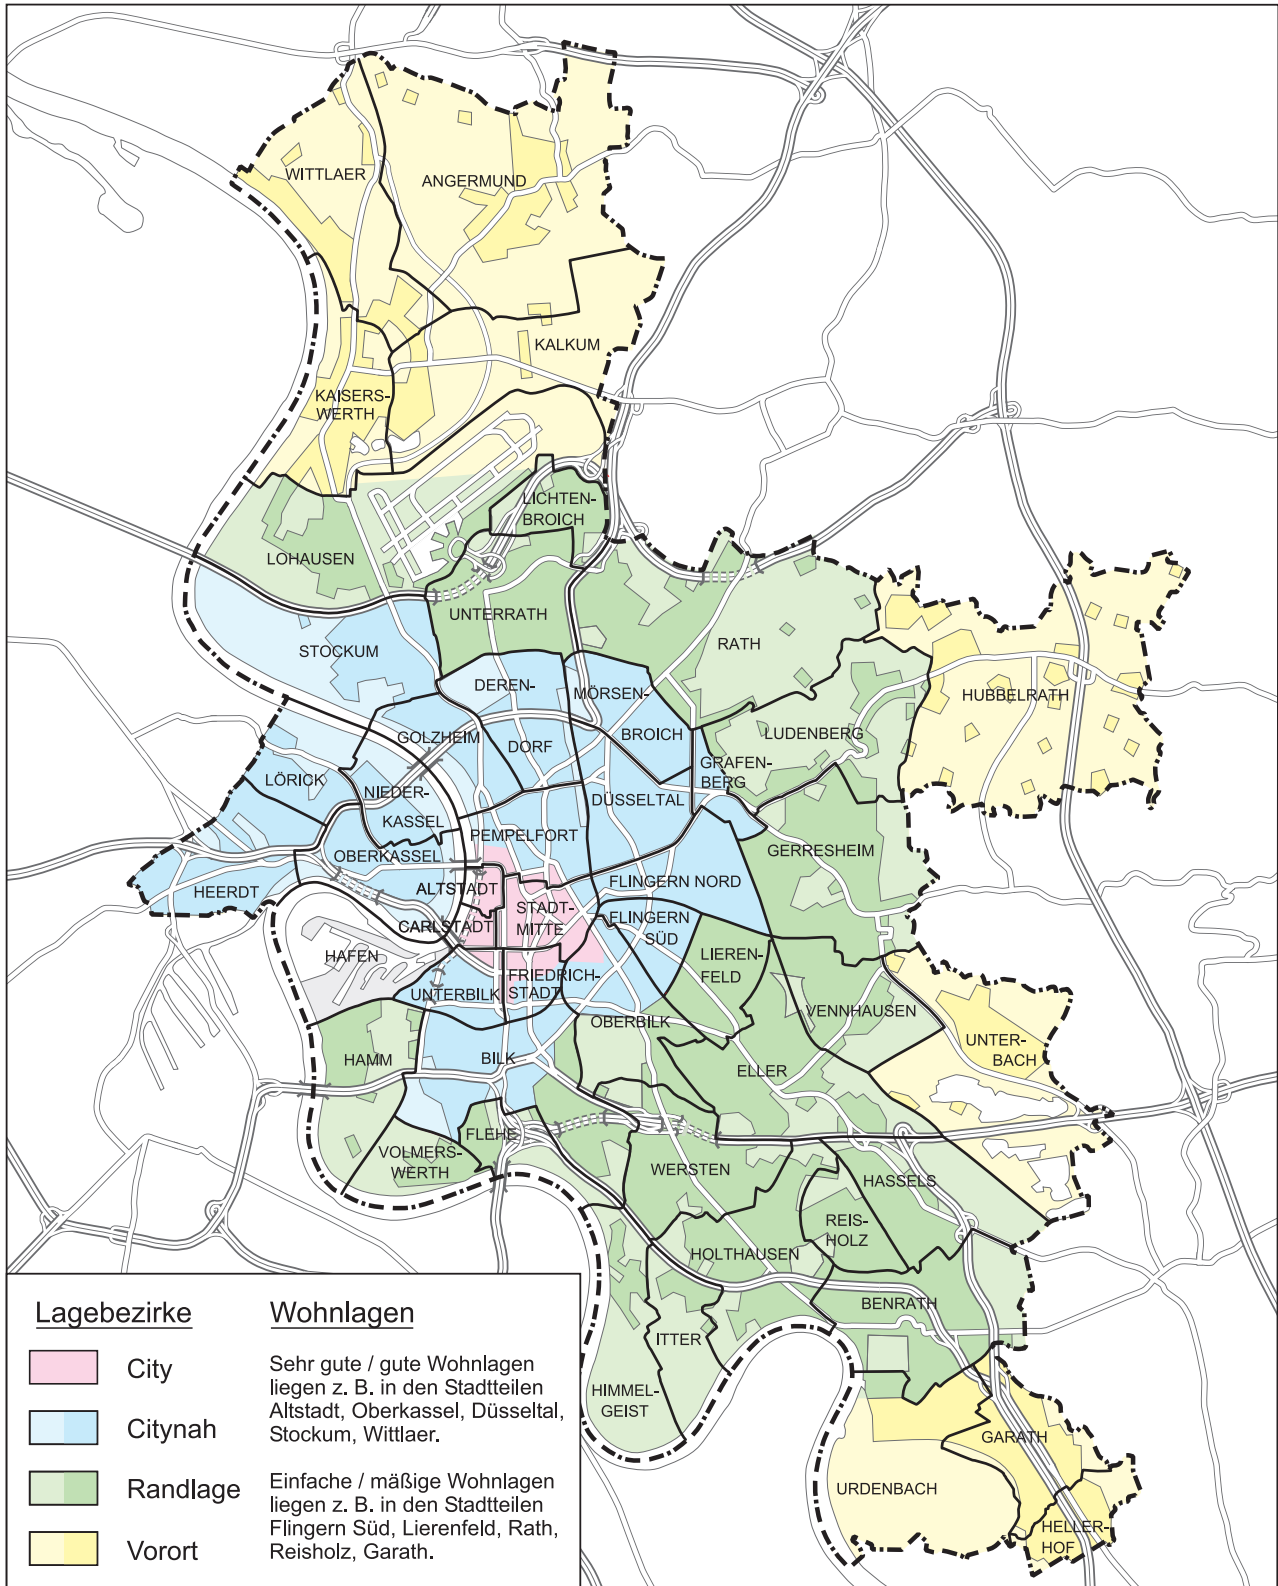 WITTLAER
ANGERMUND
KALKUM
KAISERS-
WERTH
LICHTEN-
BROICH
LOHAUSEN
UNTERRATH
RATH
STOCKUM
DEREN-
DORF
MÖRSEN-
BROICH
HUBBELRATH
LUDENBERG
GOLZHEIM
GRAFEN-
BERG
LÖRICK
NIEDER-
KASSEL
DÜSSELTAL
PEMPELFORT
OBERKASSEL
GERRESHEIM
HEERDT
ALTSTADT
FLINGERN NORD
STADT-
MITTE
FLINGERN
SÜD
CARLSTADT
HAFEN
LIEREN-
FELD
FRIEDRICH-
STADT
UNTERBILK
VENNHAUSEN
OBERBILK
UNTER-
BACH
HAMM
BILK
ELLER
FLEHE
VOLMERS-
WERTH
WERSTEN
HASSELS
REIS-
HOLZ
HOLTHAUSEN
BENRATH
ITTER
HIMMEL-
GEIST
GARATH
URDENBACH
HELLER-
HOF
Lagebezirke
City
Citynah
Randlage
Vorort
Wohnlagen
Sehr gute / gute Wohnlagen
liegen z. B. in den Stadtteilen
Altstadt, Oberkassel, Düsseltal,
Stockum, Wittlaer.
Einfache / mäßige Wohnlagen
liegen z. B. in den Stadtteilen
Flingern Süd, Lierenfeld, Rath,
Reisholz, Garath.